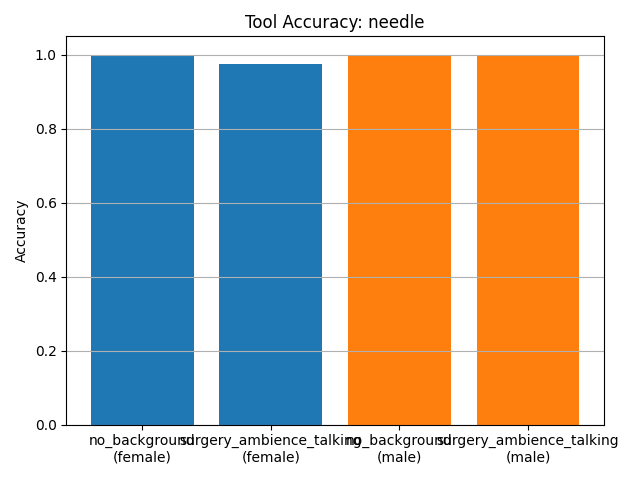 Tool Accuracy: needle
1.0
0.8
0.6
0.4
0.2
0.0
Accuracy
no_background
(female)
surgery_ambience_talking
(female)
no_background
(male)
surgery_ambience_talking
(male)